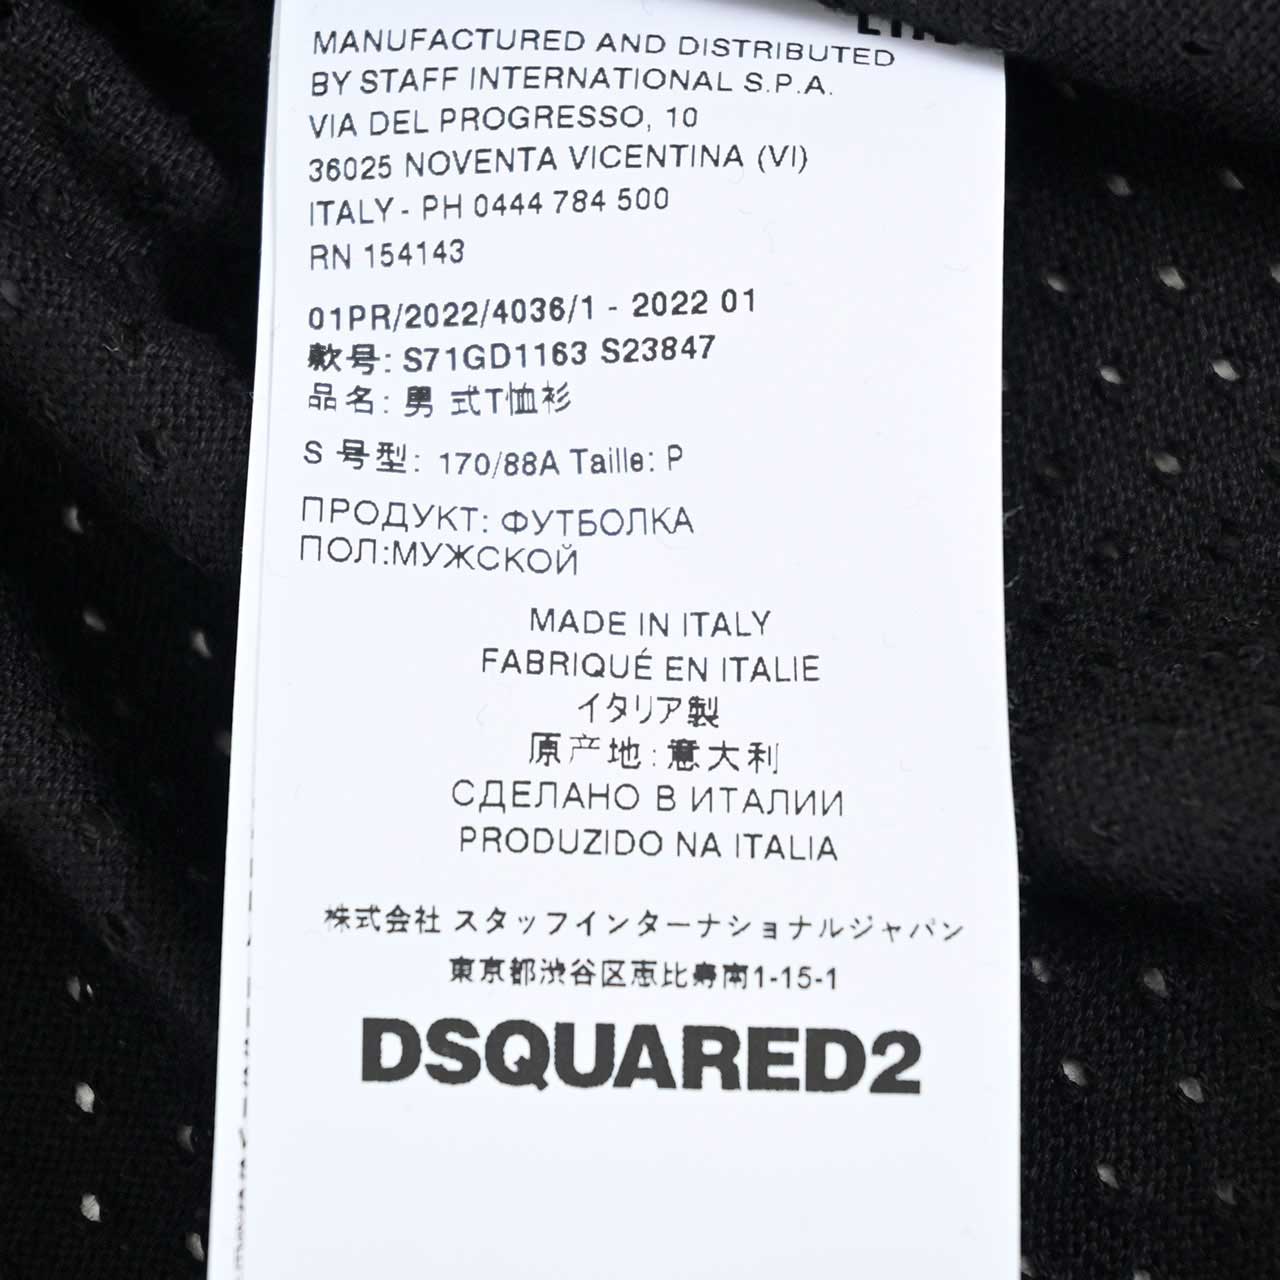 MANUFACTURED AND DISTRIBUTED
BY STAFF INTERNATIONAL S.P.A.
VIA DEL PROGRESSO, 10
36025 NOVENTA VICENTINA (VI)
ITALY - PH 0444 784 500
RN 154143
01PR/2022/4036/1 - 2022 01
款号: S71GD1163 S23847
品名: 男 式T恤衫
S 号型: 170/88A Taille: P
ПРОДУКТ: ФУТБОЛКА
ПОЛ:МУЖСКОЙ
MADE IN ITALY
FABRIQUÉ EN ITALIE
イタリア製
原产地: 意大利
СДЕЛАНО В ИТАЛИИ
PRODUZIDO NA ITALIA
株式会社 スタッフインターナショナルジャパン
東京都渋谷区恵比寿南1-15-1
DSQUARED2